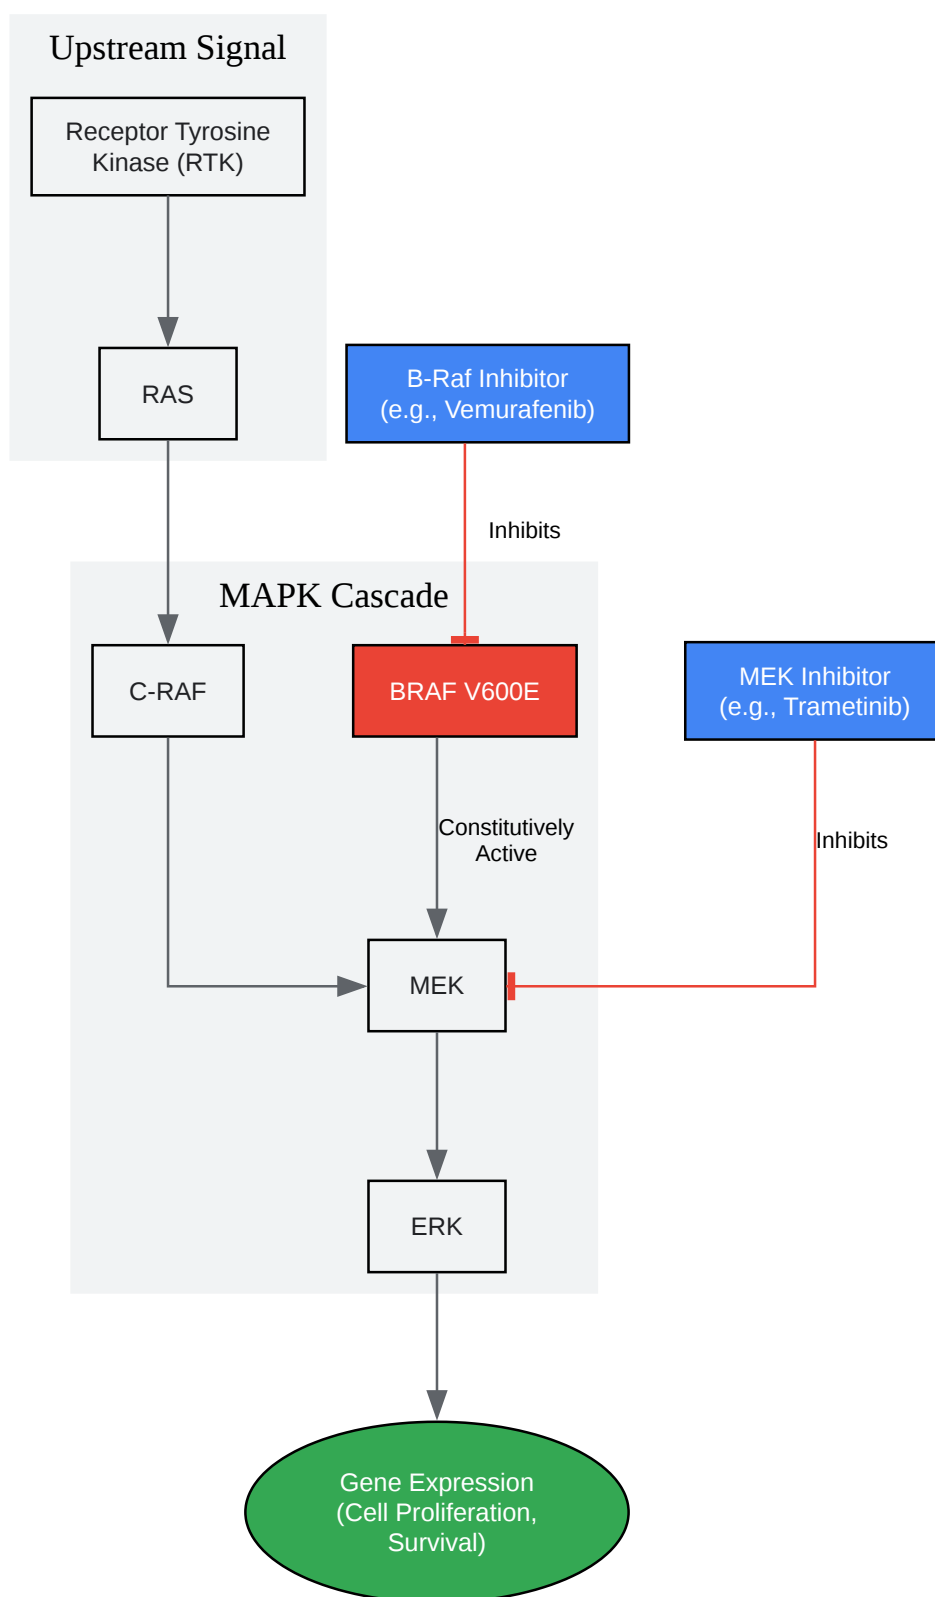 Upstream Signal
Receptor Tyrosine
Kinase (RTK)
RAS
B-Raf Inhibitor
(e.g., Vemurafenib)
Inhibits
MAPK Cascade
C-RAF
BRAF V600E
MEK Inhibitor
(e.g., Trametinib)
Constitutively
Active
Inhibits
MEK
ERK
Gene Expression
(Cell Proliferation,
Survival)